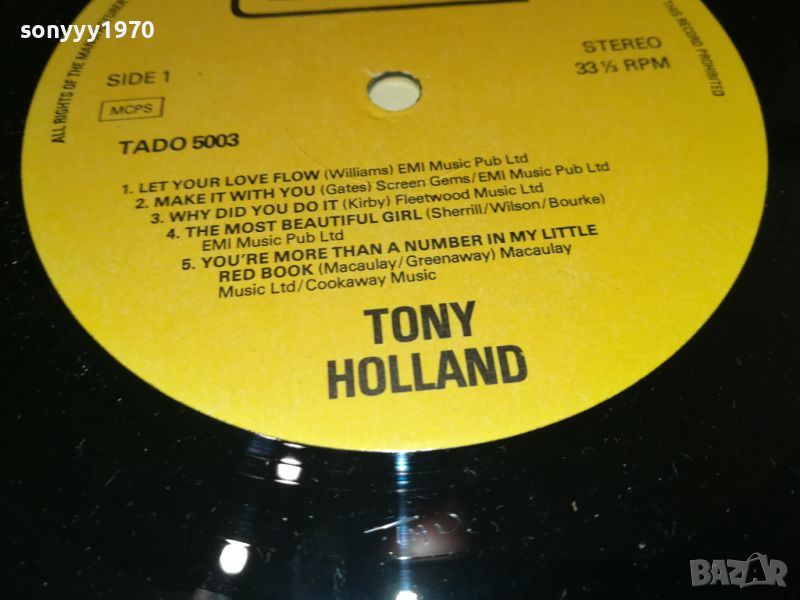 sonyyy1970
ALL RIGHTS OF THE
THIS RECORD PROHIBITED
SIDE 1
STEREO
33⅓ RPM
MCPS
TADO 5003
1. LET YOUR LOVE FLOW (Williams) EMI Music Pub Ltd
2. MAKE IT WITH YOU (Gates) Screen Gems/EMI Music Pub Ltd
3. WHY DID YOU DO IT (Kirby) Fleetwood Music Ltd
4. THE MOST BEAUTIFUL GIRL (Sherrill/Wilson/Bourke)
EMI Music Pub Ltd
5. YOU'RE MORE THAN A NUMBER IN MY LITTLE
RED BOOK (Macaulay/Greenaway) Macaulay
Music Ltd/Cookaway Music
TONY
HOLLAND
BAZAR